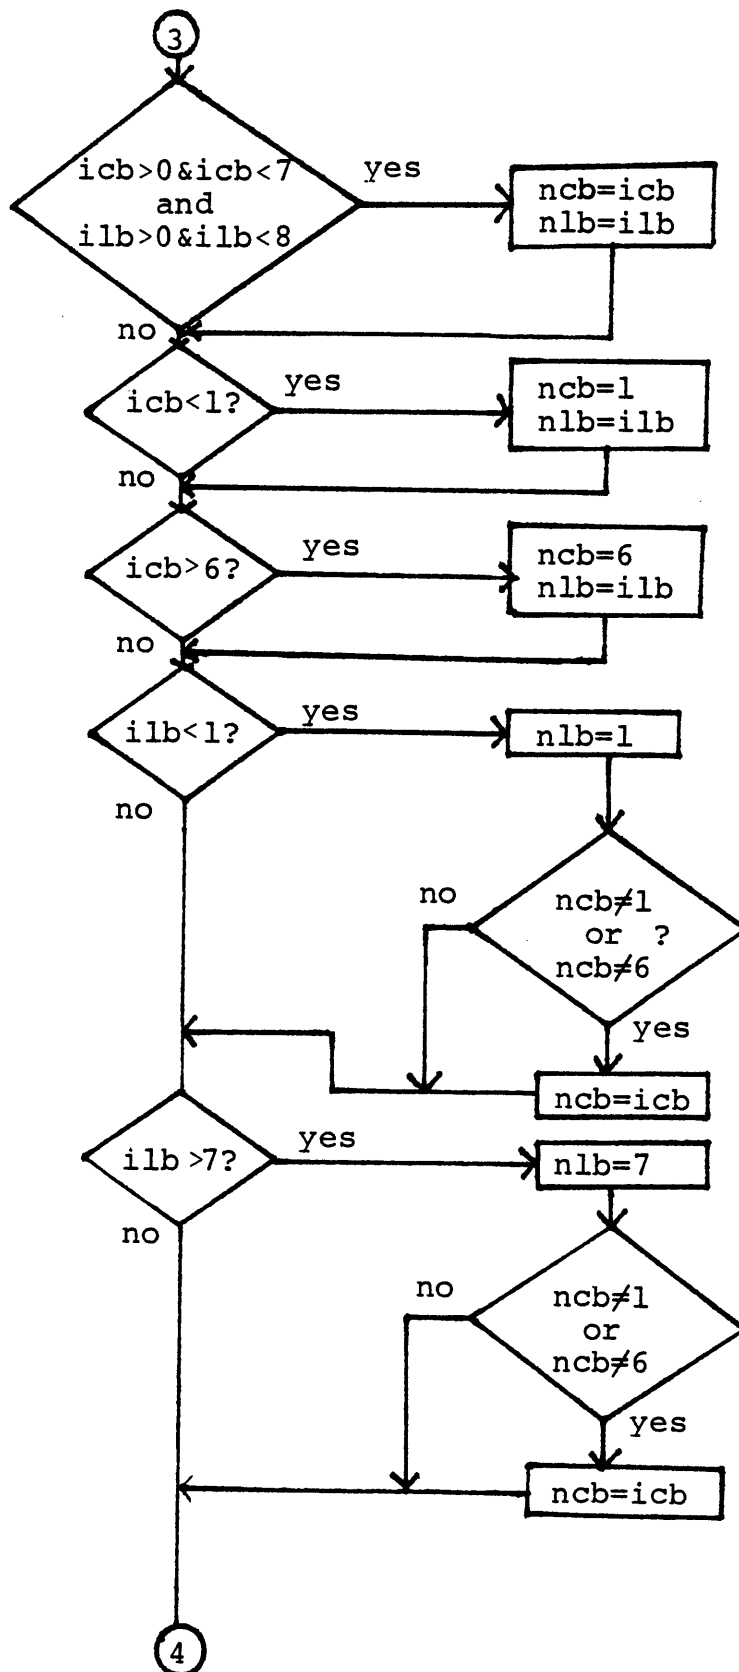 3
icb>0&icb<7
and
ilb>0&ilb<8
yes
ncb=icb
nlb=ilb
no
icb<1?
yes
ncb=1
nlb=ilb
no
icb>6?
yes
ncb=6
nlb=ilb
no
ilb<1?
yes
nlb=1
no
no
ncb≠1
or ?
ncb≠6
yes
ncb=icb
ilb>7?
yes
nlb=7
no
no
ncb≠1
or
ncb≠6
yes
ncb=icb
4